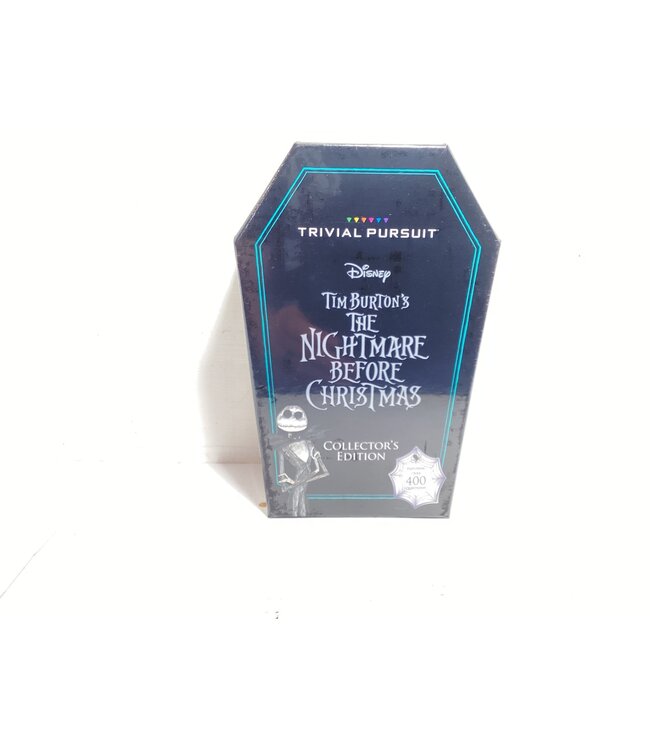 TRIVIAL PURSUIT
Disney
TIM BURTON'S
THE
NIGHTMARE
BEFORE
CHRISTMAS
COLLECTOR'S
EDITION
400